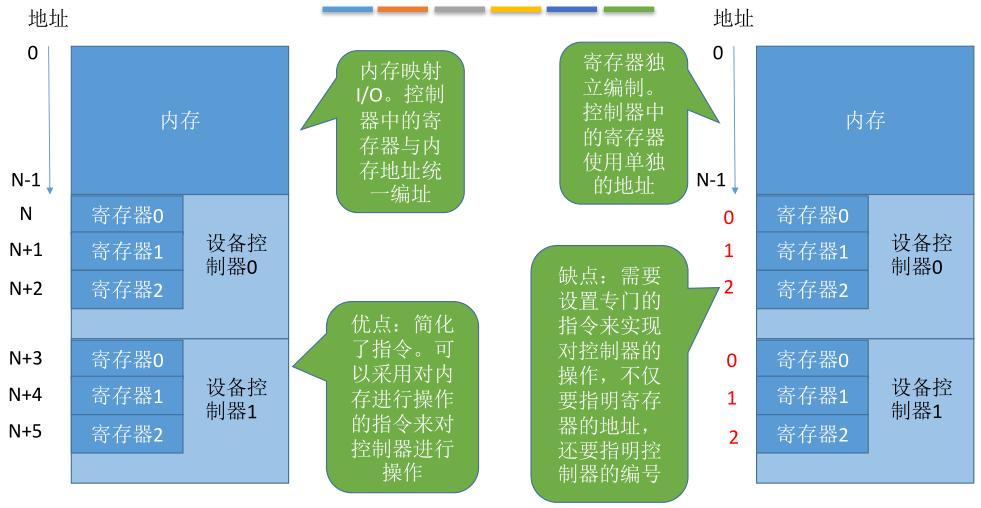 地址
0
内存
N-1
N
寄存器0
N+1
寄存器1
N+2
寄存器2
设备控
制器0
N+3
寄存器0
N+4
寄存器1
N+5
寄存器2
设备控
制器1
内存映射
I/O。控制
器中的寄
存器与内
存地址统
一编址
优点：简化
了指令。可
以采用对内
存进行操作
的指令来对
控制器进行
操作
寄存器独
立编制。
控制器中
的寄存器
使用单独
的地址
缺点：需要
设置专门的
指令来实现
对控制器的
操作，不仅
要指明寄存
器的地址，
还要指明控
制器的编号
地址
0
内存
N-1
0
寄存器0
1
寄存器1
2
寄存器2
设备控
制器0
0
寄存器0
1
寄存器1
2
寄存器2
设备控
制器1